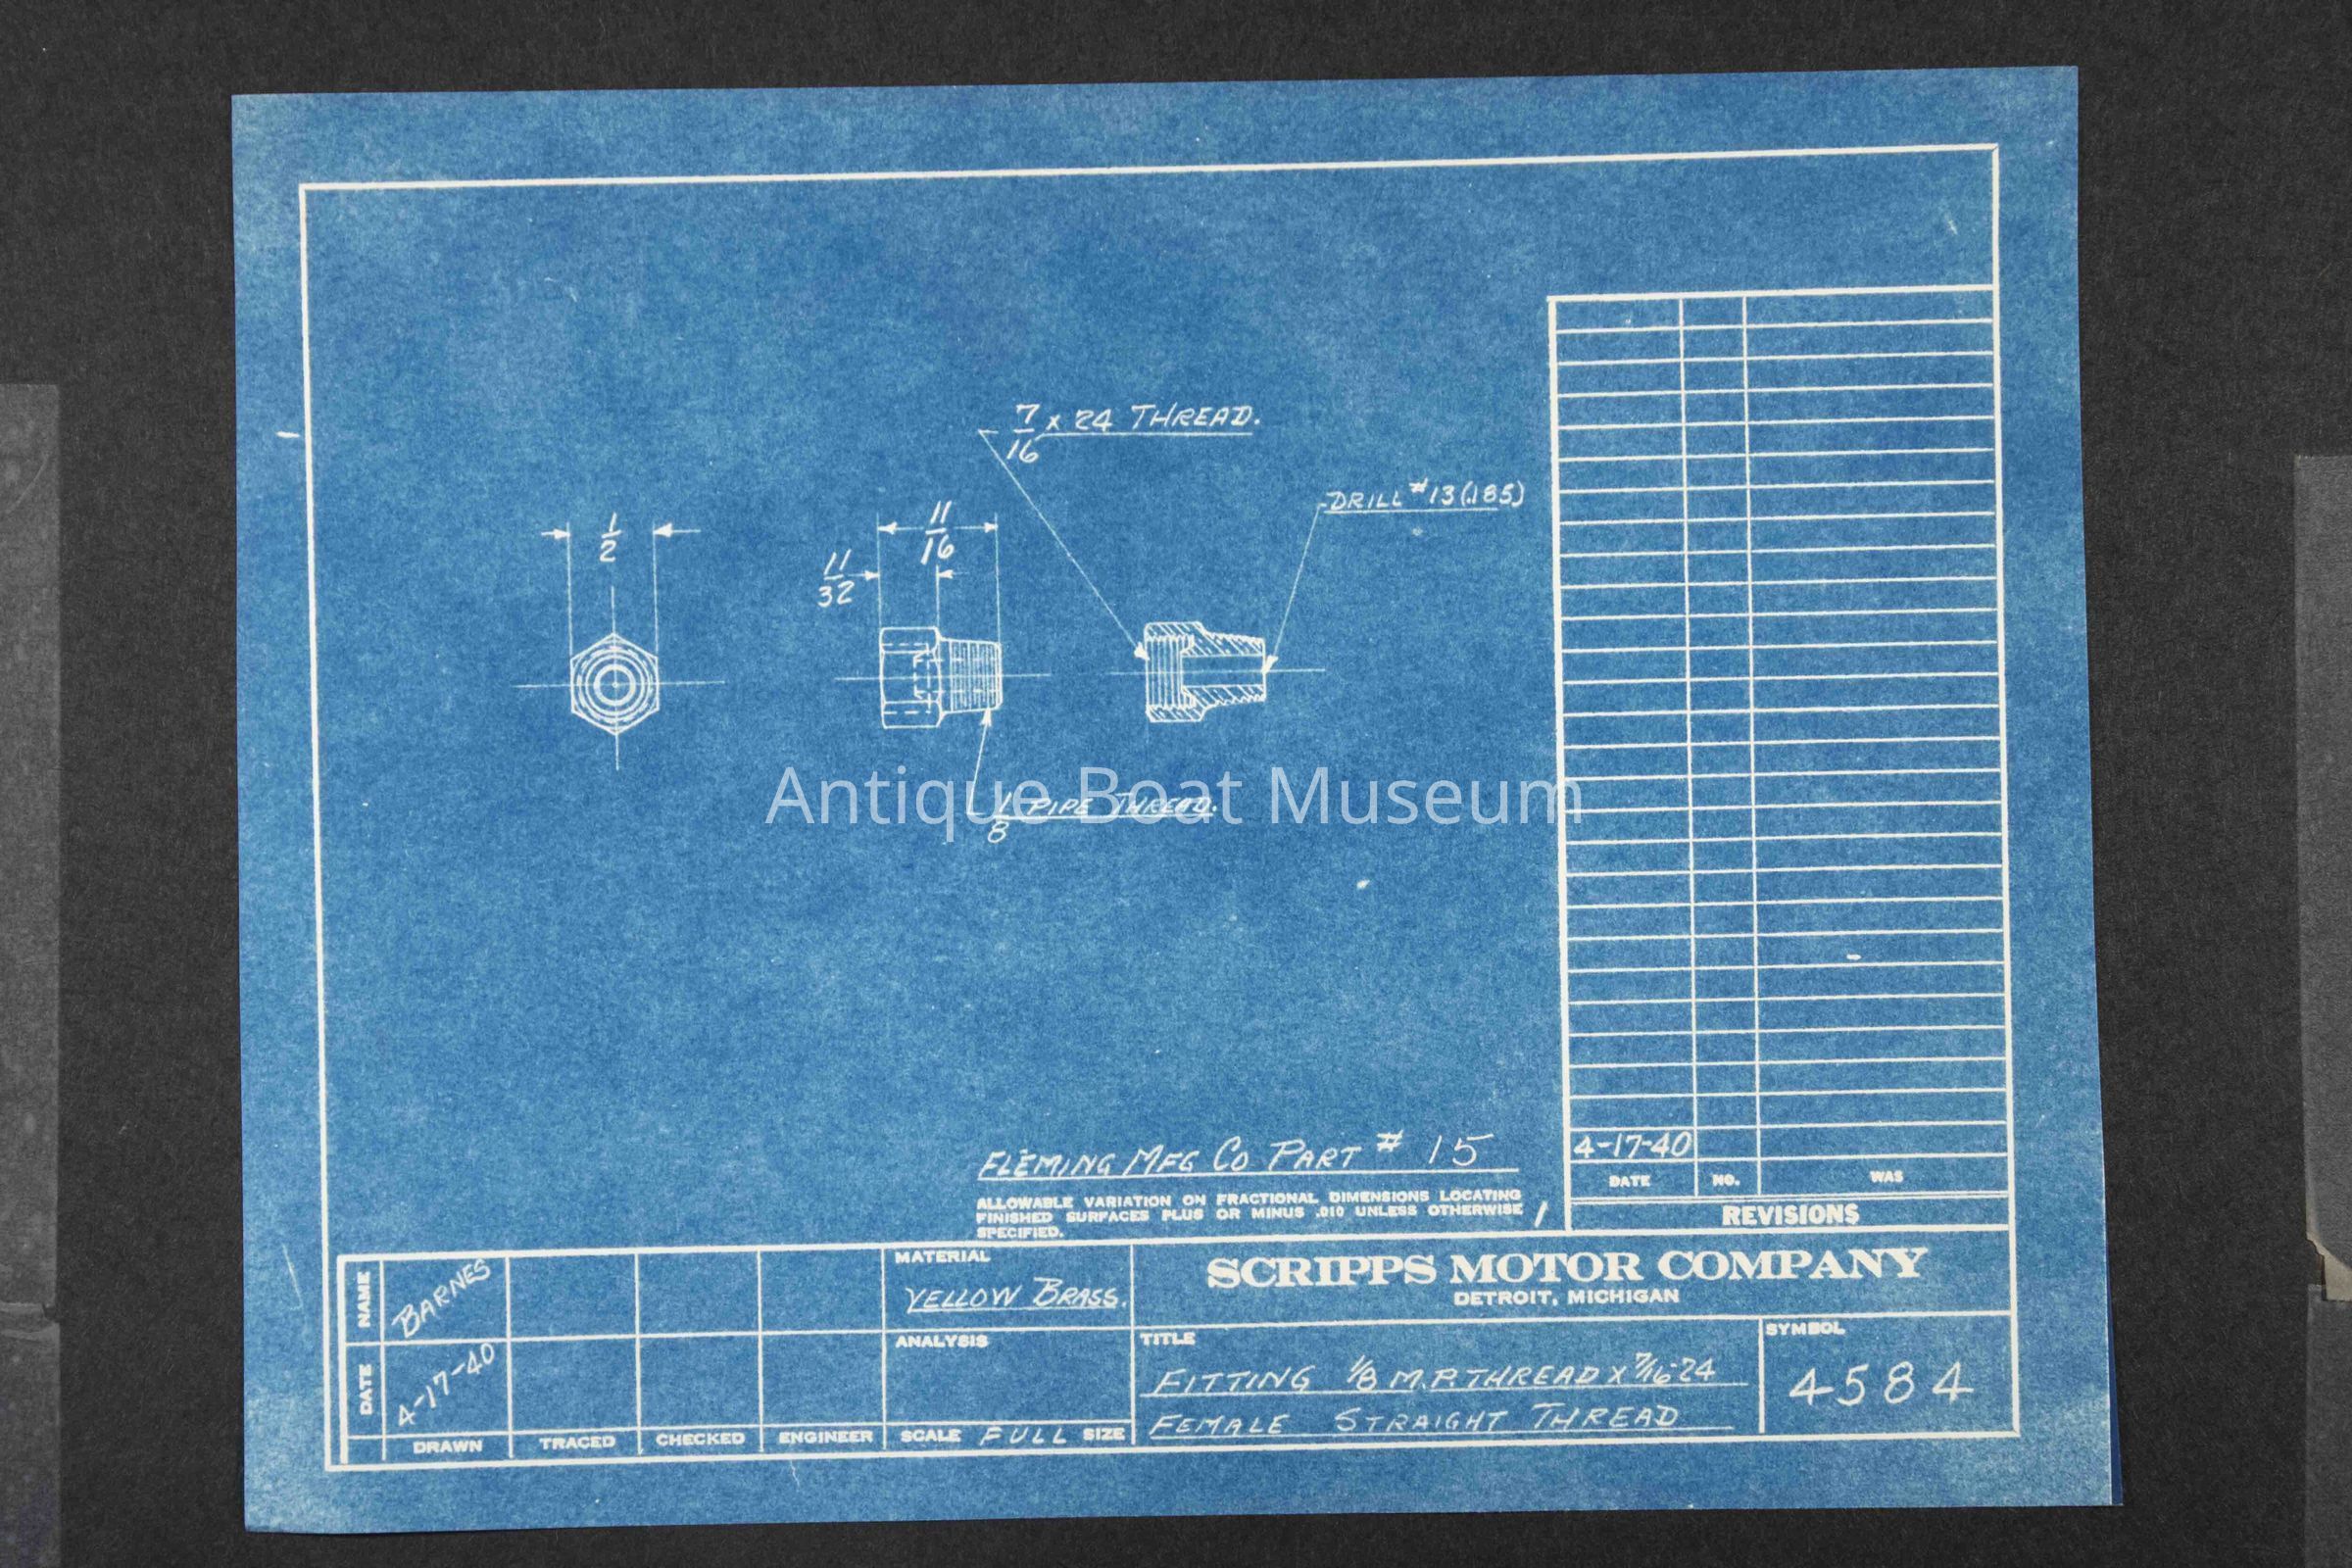 7/16 x 24 THREAD.
DRILL #13 (.185)
1/2
11/16
11/32
Antique Boat Museum
1/8 PIPE THREAD.
FLEMING MFG CO PART # 15
ALLOWABLE VARIATION ON FRACTIONAL DIMENSIONS LOCATING
FINISHED SURFACES PLUS OR MINUS .010 UNLESS OTHERWISE
SPECIFIED.
4-17-40
DATE NO. WAS
REVISIONS
NAME BARNES
DATE 4-17-40
DRAWN TRACED CHECKED ENGINEER
MATERIAL
YELLOW BRASS.
ANALYSIS
SCALE FULL SIZE
SCRIPPS MOTOR COMPANY
DETROIT, MICHIGAN
TITLE
FITTING 1/8 M.P. THREAD X 7/16-24
FEMALE STRAIGHT THREAD
SYMBOL
4584